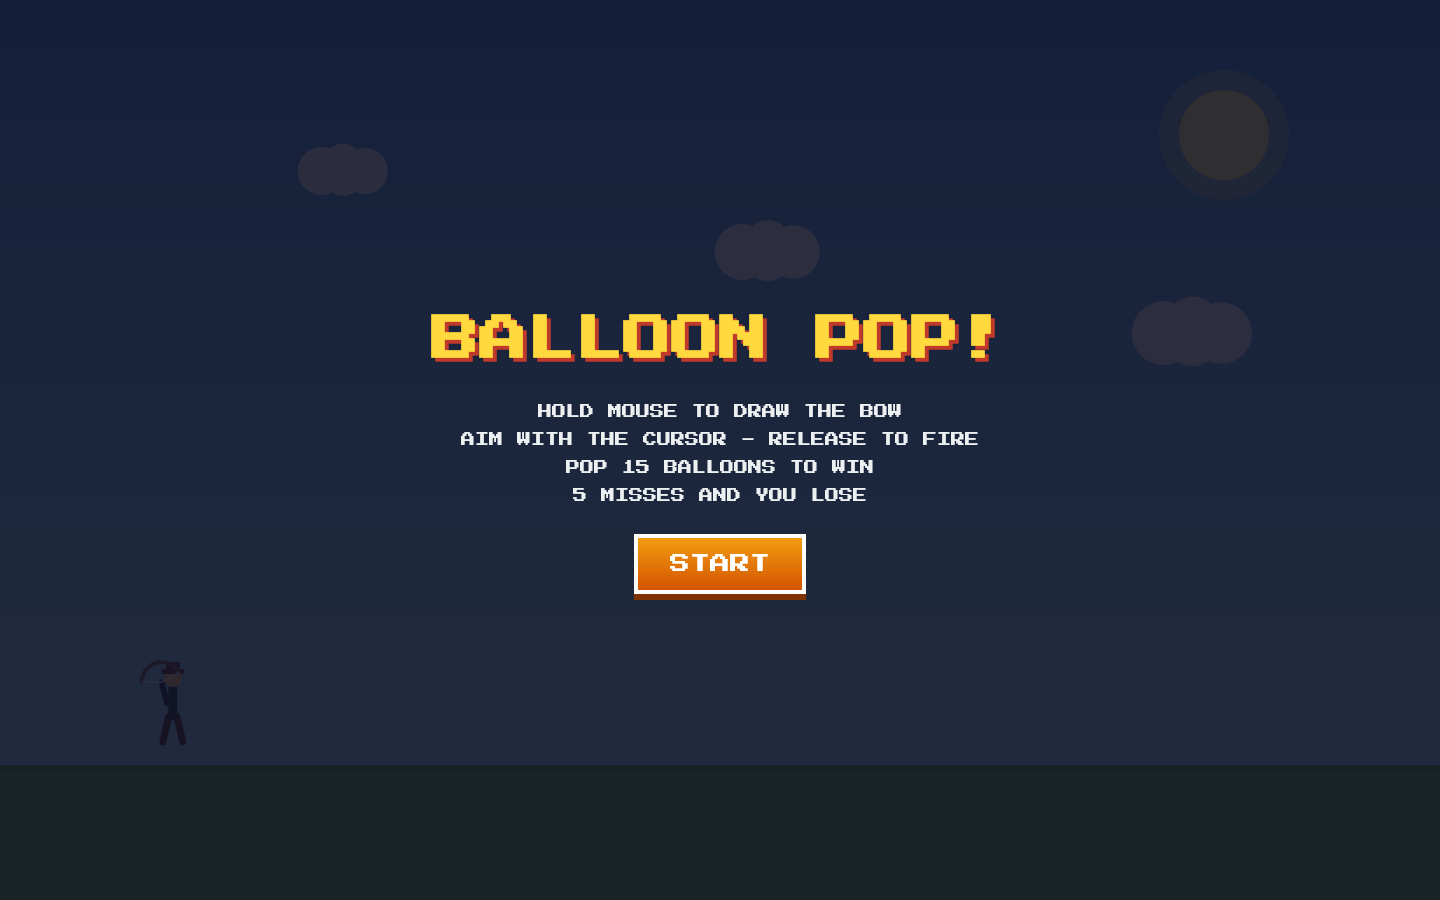 BALLOON POP!
HOLD MOUSE TO DRAW THE BOW
AIM WITH THE CURSOR - RELEASE TO FIRE
POP 15 BALLOONS TO WIN
5 MISSES AND YOU LOSE
START